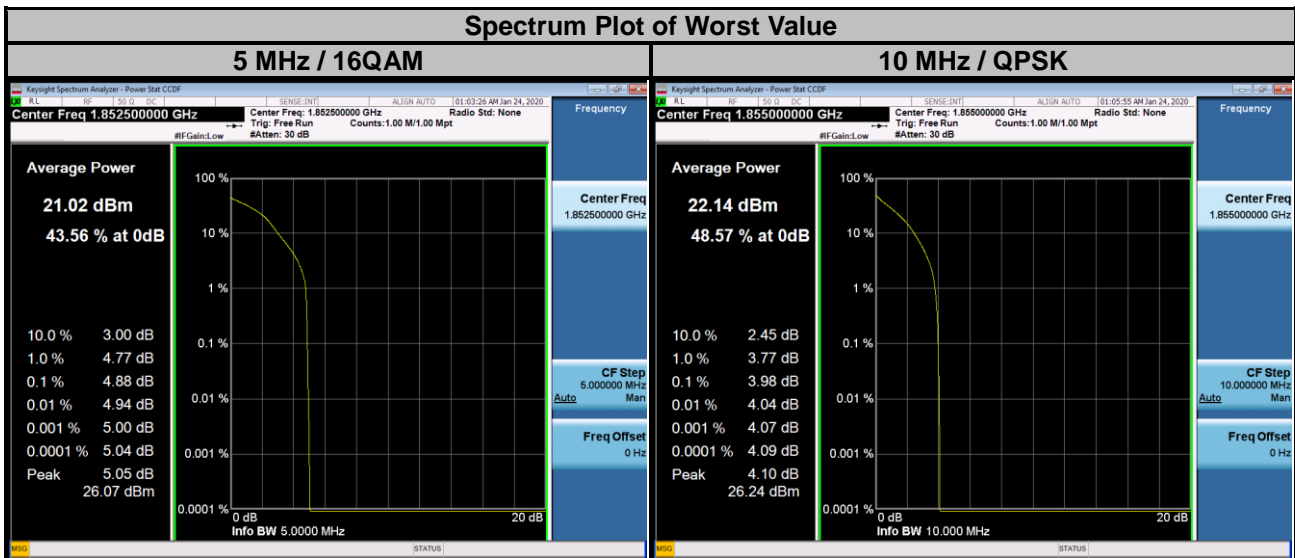 Spectrum Plot of Worst Value
5 MHz / 16QAM
10 MHz / QPSK
Keysight Spectrum Analyzer - Power Stat CCDF
RL RF 50 Ω DC SENSE:INT ALIGN AUTO 01:03:26 AM Jan 24, 2020
Center Freq 1.852500000 GHz
Center Freq: 1.852500000 GHz Radio Std: None
Trig: Free Run Counts:1.00 M/1.00 Mpt
#IFGain:Low #Atten: 30 dB
Frequency
Average Power
21.02 dBm
43.56 % at 0dB
10.0 % 3.00 dB
1.0 % 4.77 dB
0.1 % 4.88 dB
0.01 % 4.94 dB
0.001 % 5.00 dB
0.0001 % 5.04 dB
Peak 5.05 dB
26.07 dBm
100 %
10 %
1 %
0.1 %
0.01 %
0.001 %
0.0001 %
0 dB 20 dB
Info BW 5.0000 MHz
Center Freq
1.852500000 GHz
CF Step
5.000000 MHz
Auto Man
Freq Offset
0 Hz
MSG STATUS
Keysight Spectrum Analyzer - Power Stat CCDF
RL RF 50 Ω DC SENSE:INT ALIGN AUTO 01:05:55 AM Jan 24, 2020
Center Freq 1.855000000 GHz
Center Freq: 1.855000000 GHz Radio Std: None
Trig: Free Run Counts:1.00 M/1.00 Mpt
#IFGain:Low #Atten: 30 dB
Frequency
Average Power
22.14 dBm
48.57 % at 0dB
10.0 % 2.45 dB
1.0 % 3.77 dB
0.1 % 3.98 dB
0.01 % 4.04 dB
0.001 % 4.07 dB
0.0001 % 4.09 dB
Peak 4.10 dB
26.24 dBm
100 %
10 %
1 %
0.1 %
0.01 %
0.001 %
0.0001 %
0 dB 20 dB
Info BW 10.000 MHz
Center Freq
1.855000000 GHz
CF Step
10.000000 MHz
Auto Man
Freq Offset
0 Hz
MSG STATUS